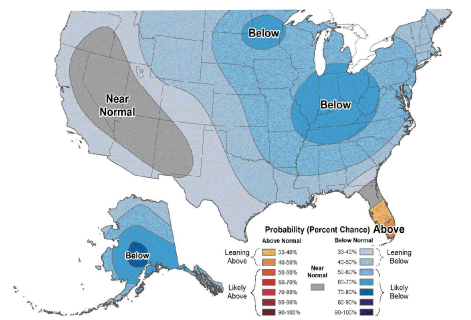 Below
Near
Normal
Below
Below
Probability (Percent Chance) Above
Above Normal
Below Normal
Leaning
Above
33-40%
40-50%
Near
Normal
33-40%
40-50%
Leaning
Below
Likely
Above
50-60%
60-70%
70-80%
80-90%
90-100%
50-60%
60-70%
70-80%
80-90%
90-100%
Likely
Below